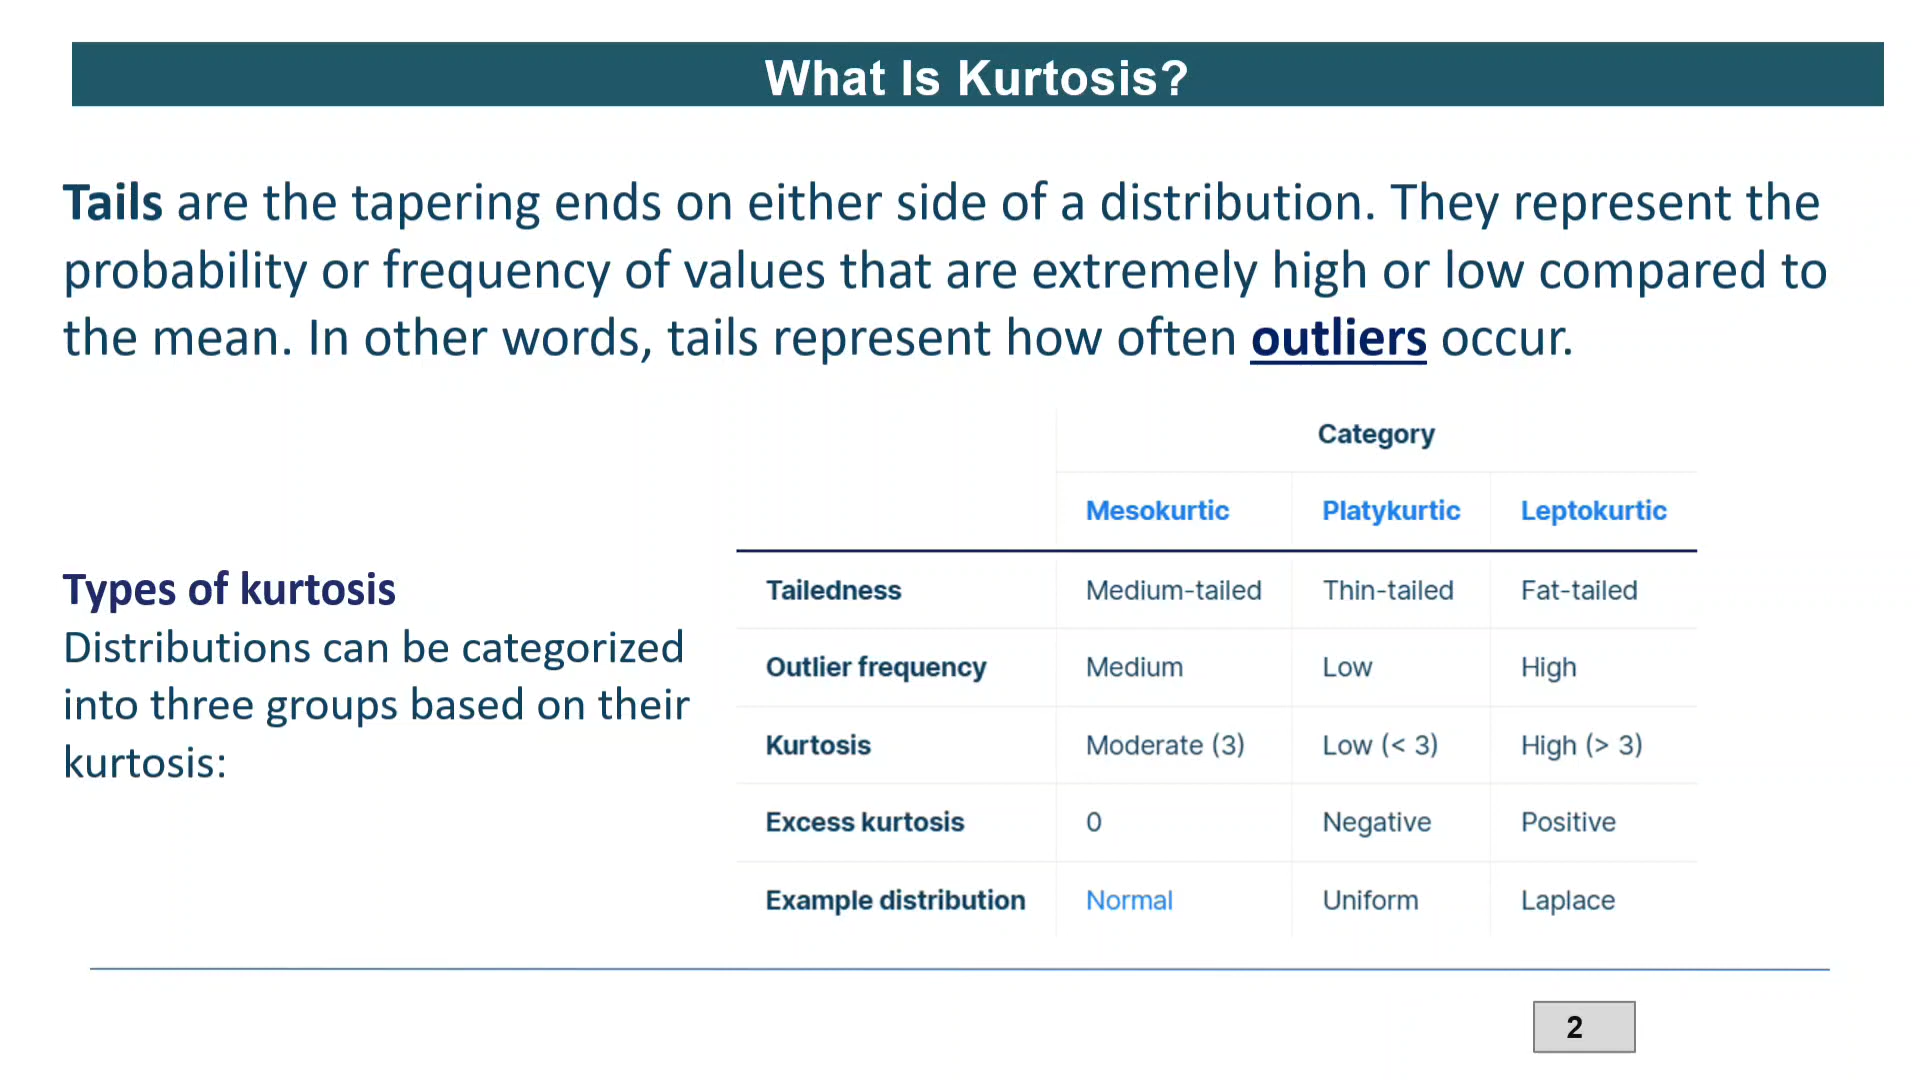 What Is Kurtosis?
Tails are the tapering ends on either side of a distribution. They represent the
probability or frequency of values that are extremely high or low compared to
the mean. In other words, tails represent how often outliers occur.
Types of kurtosis
Distributions can be categorized
into three groups based on their
kurtosis:
Category
Mesokurtic Platykurtic Leptokurtic
Tailedness Medium-tailed Thin-tailed Fat-tailed
Outlier frequency Medium Low High
Kurtosis Moderate (3) Low (< 3) High (> 3)
Excess kurtosis 0 Negative Positive
Example distribution Normal Uniform Laplace
2